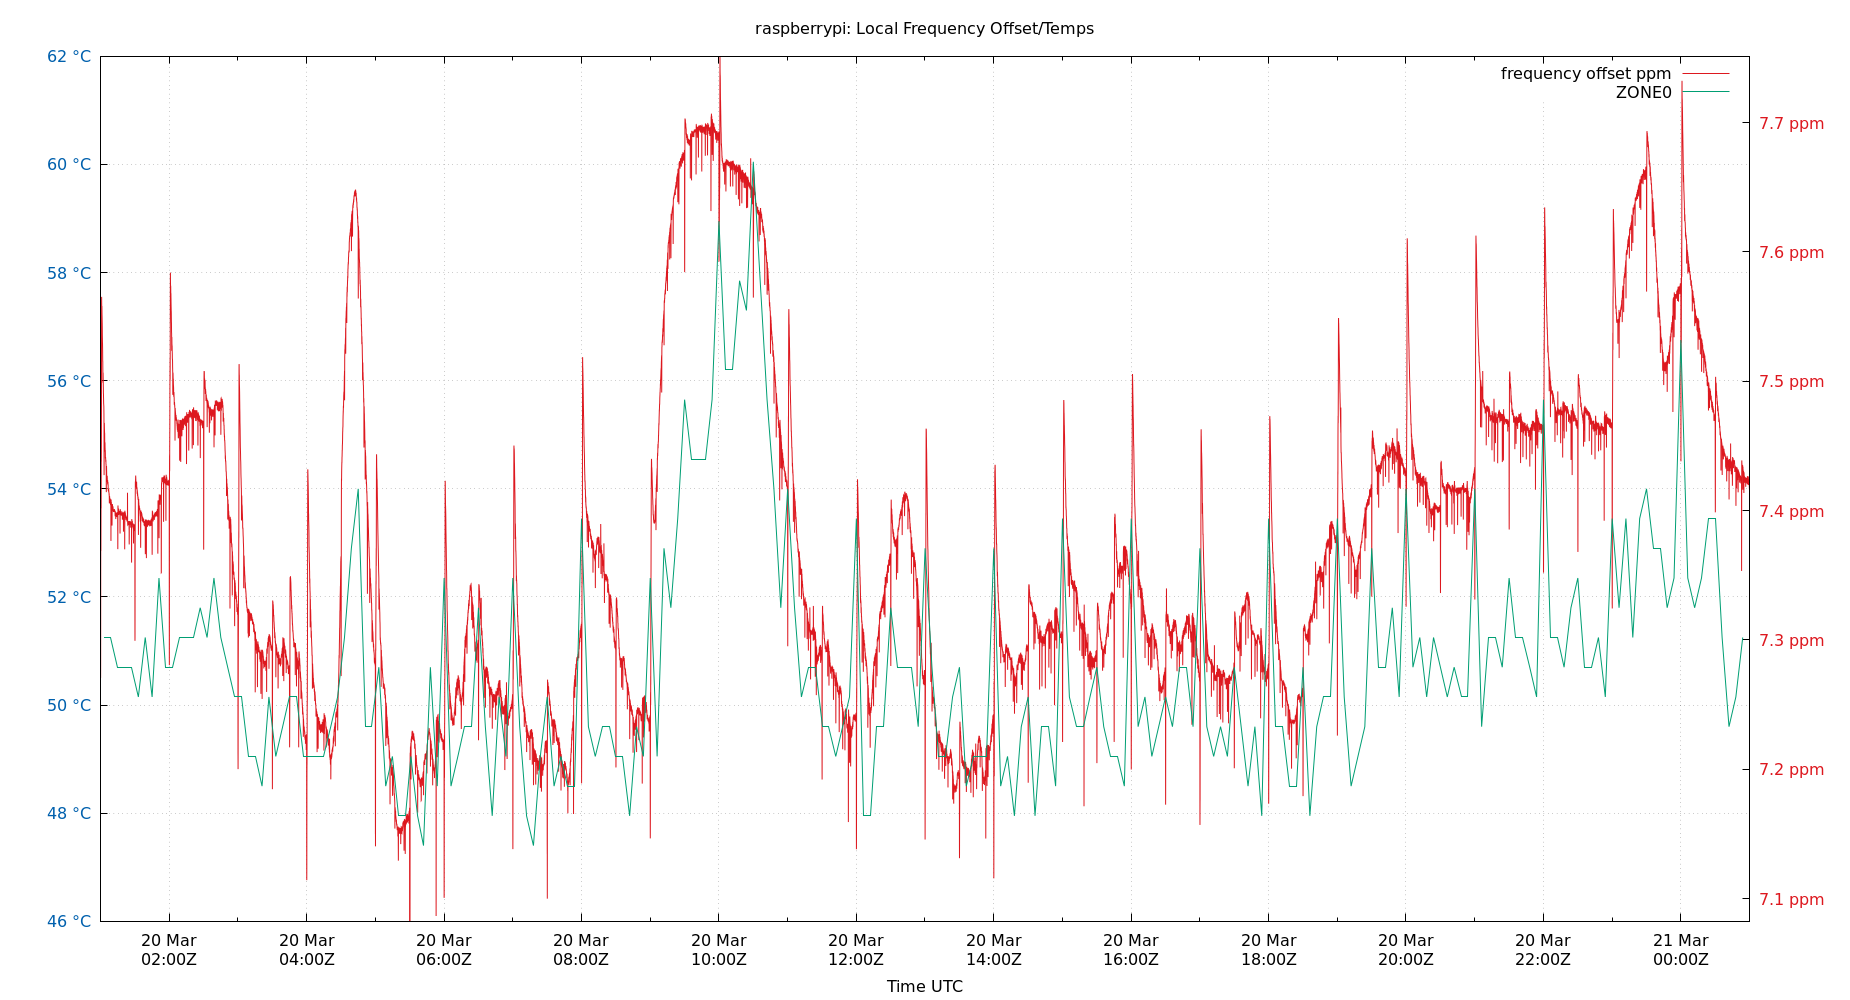 raspberrypi: Local Frequency Offset/Temps
62 °C
60 °C
58 °C
56 °C
54 °C
52 °C
50 °C
48 °C
46 °C
frequency offset ppm
ZONE0
7.7 ppm
7.6 ppm
7.5 ppm
7.4 ppm
7.3 ppm
7.2 ppm
7.1 ppm
20 Mar 20 Mar 20 Mar 20 Mar 20 Mar 20 Mar 20 Mar 20 Mar 20 Mar 20 Mar 20 Mar 21 Mar
02:00Z 04:00Z 06:00Z 08:00Z 10:00Z 12:00Z 14:00Z 16:00Z 18:00Z 20:00Z 22:00Z 00:00Z
Time UTC